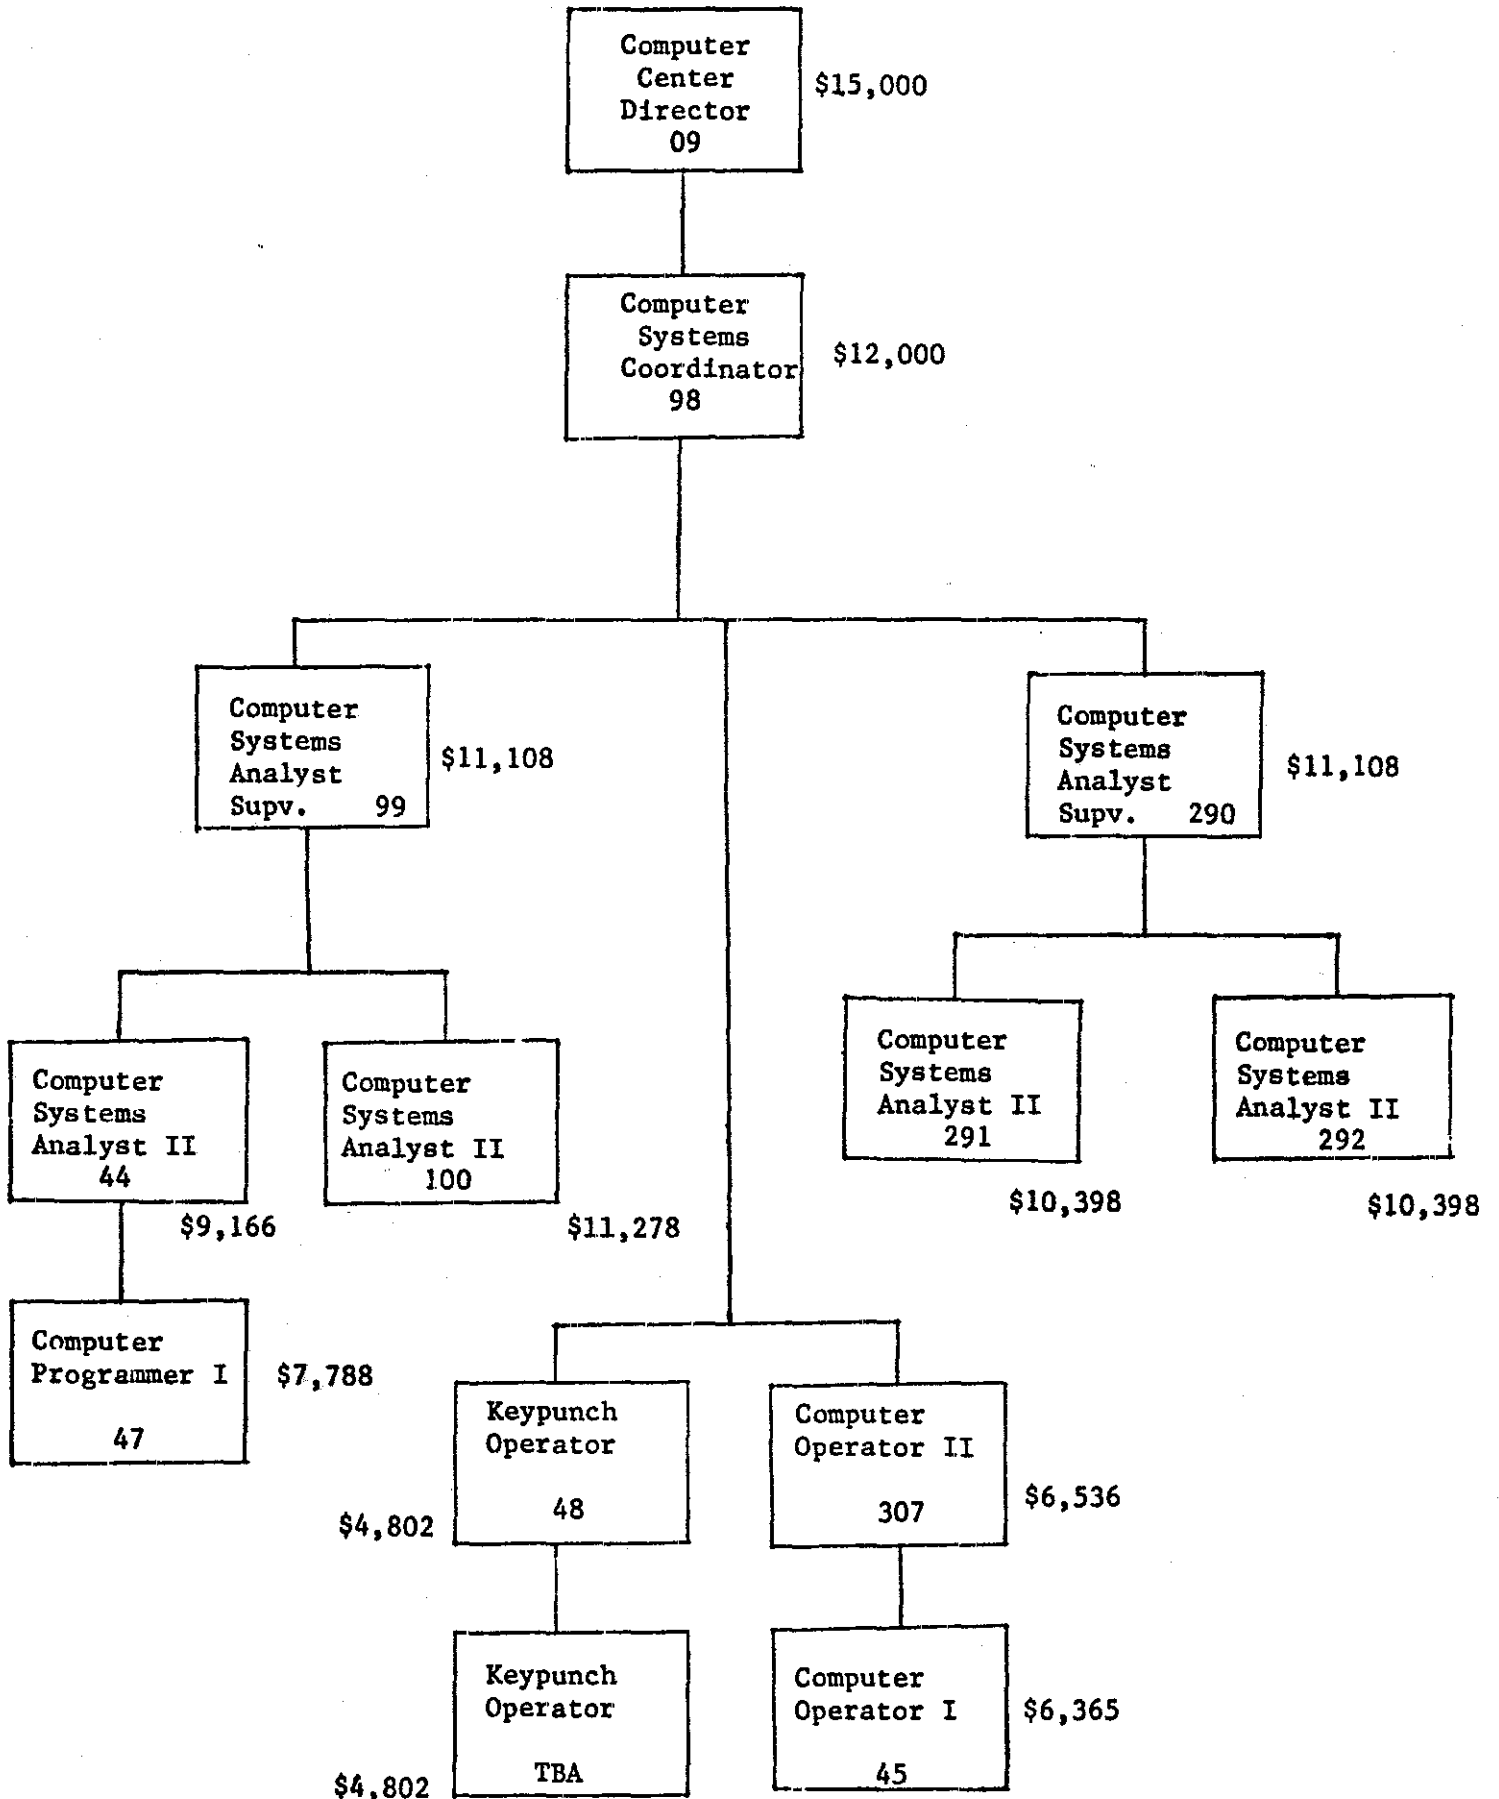 Computer
Center
Director
09
$15,000
Computer
Systems
Coordinator
98
$12,000
Computer
Systems
Analyst
Supv. 99
$11,108
Computer
Systems
Analyst
Supv. 290
$11,108
Computer
Systems
Analyst II
44
$9,166
Computer
Systems
Analyst II
100
$11,278
Computer
Systems
Analyst II
291
$10,398
Computer
Systems
Analyst II
292
$10,398
Computer
Programmer I
47
$7,788
Keypunch
Operator
48
$4,802
Computer
Operator II
307
$6,536
Keypunch
Operator
TBA
$4,802
Computer
Operator I
45
$6,365